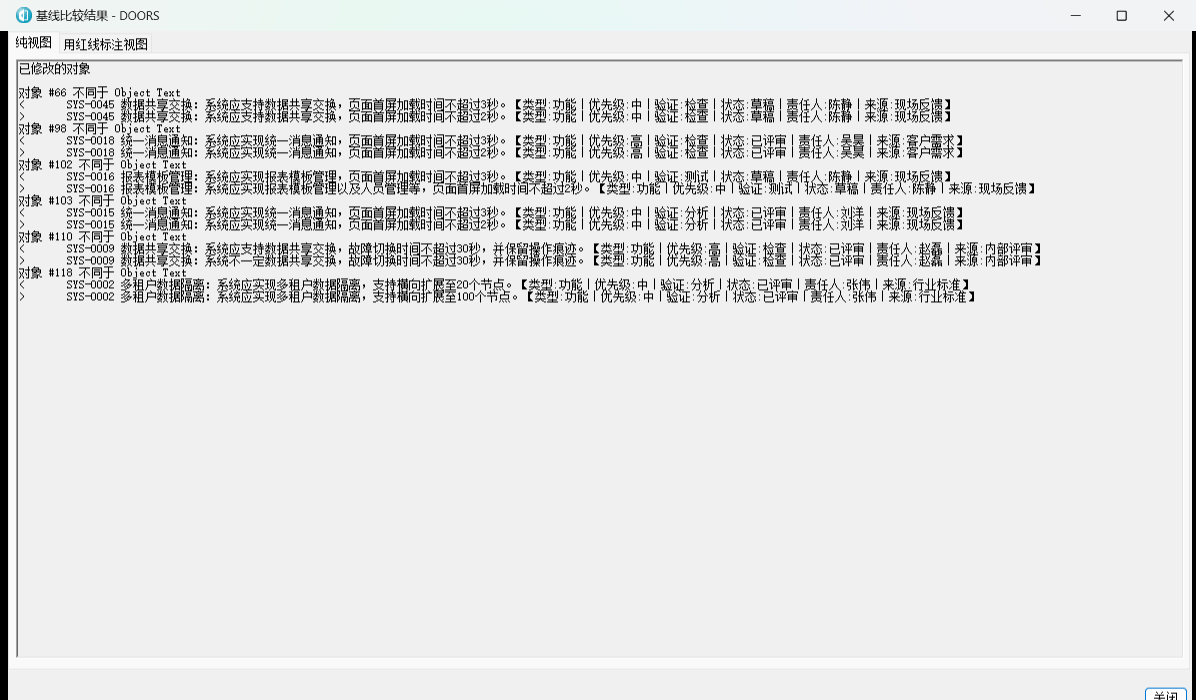 基线比较结果 - DOORS
纯视图 用红线标注视图
已修改的对象
对象 #66 不同于 Object Text
< SYS-0045 数据共享交换: 系统应支持数据共享交换，页面首屏加载时间不超过3秒。【类型:功能|优先级:中|验证:检查|状态:草稿|责任人:陈静|来源:现场反馈】
> SYS-0045 数据共享交换: 系统应支持数据共享交换，页面首屏加载时间不超过2秒。【类型:功能|优先级:中|验证:检查|状态:草稿|责任人:陈静|来源:现场反馈】
对象 #98 不同于 Object Text
< SYS-0018 统一消息通知: 系统应实现统一消息通知，页面首屏加载时间不超过3秒。【类型:功能|优先级:高|验证:检查|状态:已评审|责任人:吴昊|来源:客户需求】
> SYS-0018 统一消息通知: 系统应实现统一消息通知，页面首屏加载时间不超过2秒。【类型:功能|优先级:高|验证:检查|状态:已评审|责任人:吴昊|来源:客户需求】
对象 #102 不同于 Object Text
< SYS-0016 报表模板管理: 系统应实现报表模板管理，页面首屏加载时间不超过3秒。【类型:功能|优先级:中|验证:测试|状态:草稿|责任人:陈静|来源:现场反馈】
> SYS-0016 报表模板管理: 系统应实现报表模板管理以及人员管理等，页面首屏加载时间不超过2秒。【类型:功能|优先级:中|验证:测试|状态:草稿|责任人:陈静|来源:现场反馈】
对象 #103 不同于 Object Text
< SYS-0015 统一消息通知: 系统应实现统一消息通知，页面首屏加载时间不超过3秒。【类型:功能|优先级:中|验证:分析|状态:已评审|责任人:刘洋|来源:现场反馈】
> SYS-0015 统一消息通知: 系统应实现统一消息通知，页面首屏加载时间不超过2秒。【类型:功能|优先级:中|验证:分析|状态:已评审|责任人:刘洋|来源:现场反馈】
对象 #110 不同于 Object Text
< SYS-0009 数据共享交换: 系统应支持数据共享交换，故障切换时间不超过30秒，并保留操作痕迹。【类型:功能|优先级:高|验证:检查|状态:已评审|责任人:赵磊|来源:内部评审】
> SYS-0009 数据共享交换: 系统不一定数据共享交换，故障切换时间不超过30秒，并保留操作痕迹。【类型:功能|优先级:高|验证:检查|状态:已评审|责任人:赵磊|来源:内部评审】
对象 #118 不同于 Object Text
< SYS-0002 多租户数据隔离: 系统应实现多租户数据隔离，支持横向扩展至20个节点。【类型:功能|优先级:中|验证:分析|状态:已评审|责任人:张伟|来源:行业标准】
> SYS-0002 多租户数据隔离: 系统应实现多租户数据隔离，支持横向扩展至100个节点。【类型:功能|优先级:中|验证:分析|状态:已评审|责任人:张伟|来源:行业标准】
关闭